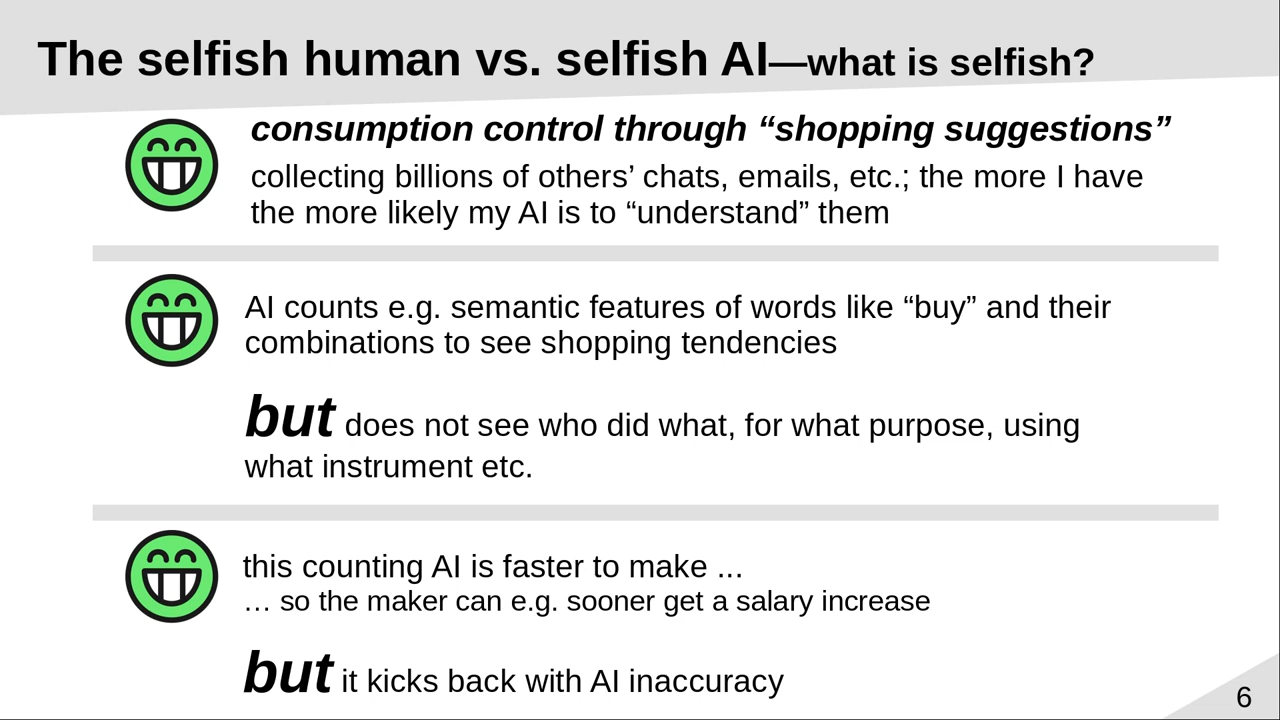 The selfish human vs. selfish AI—what is selfish?
consumption control through “shopping suggestions”
collecting billions of others’ chats, emails, etc.; the more I have
the more likely my AI is to “understand” them
AI counts e.g. semantic features of words like “buy” and their
combinations to see shopping tendencies
but does not see who did what, for what purpose, using
what instrument etc.
this counting AI is faster to make ...
… so the maker can e.g. sooner get a salary increase
but it kicks back with AI inaccuracy
6